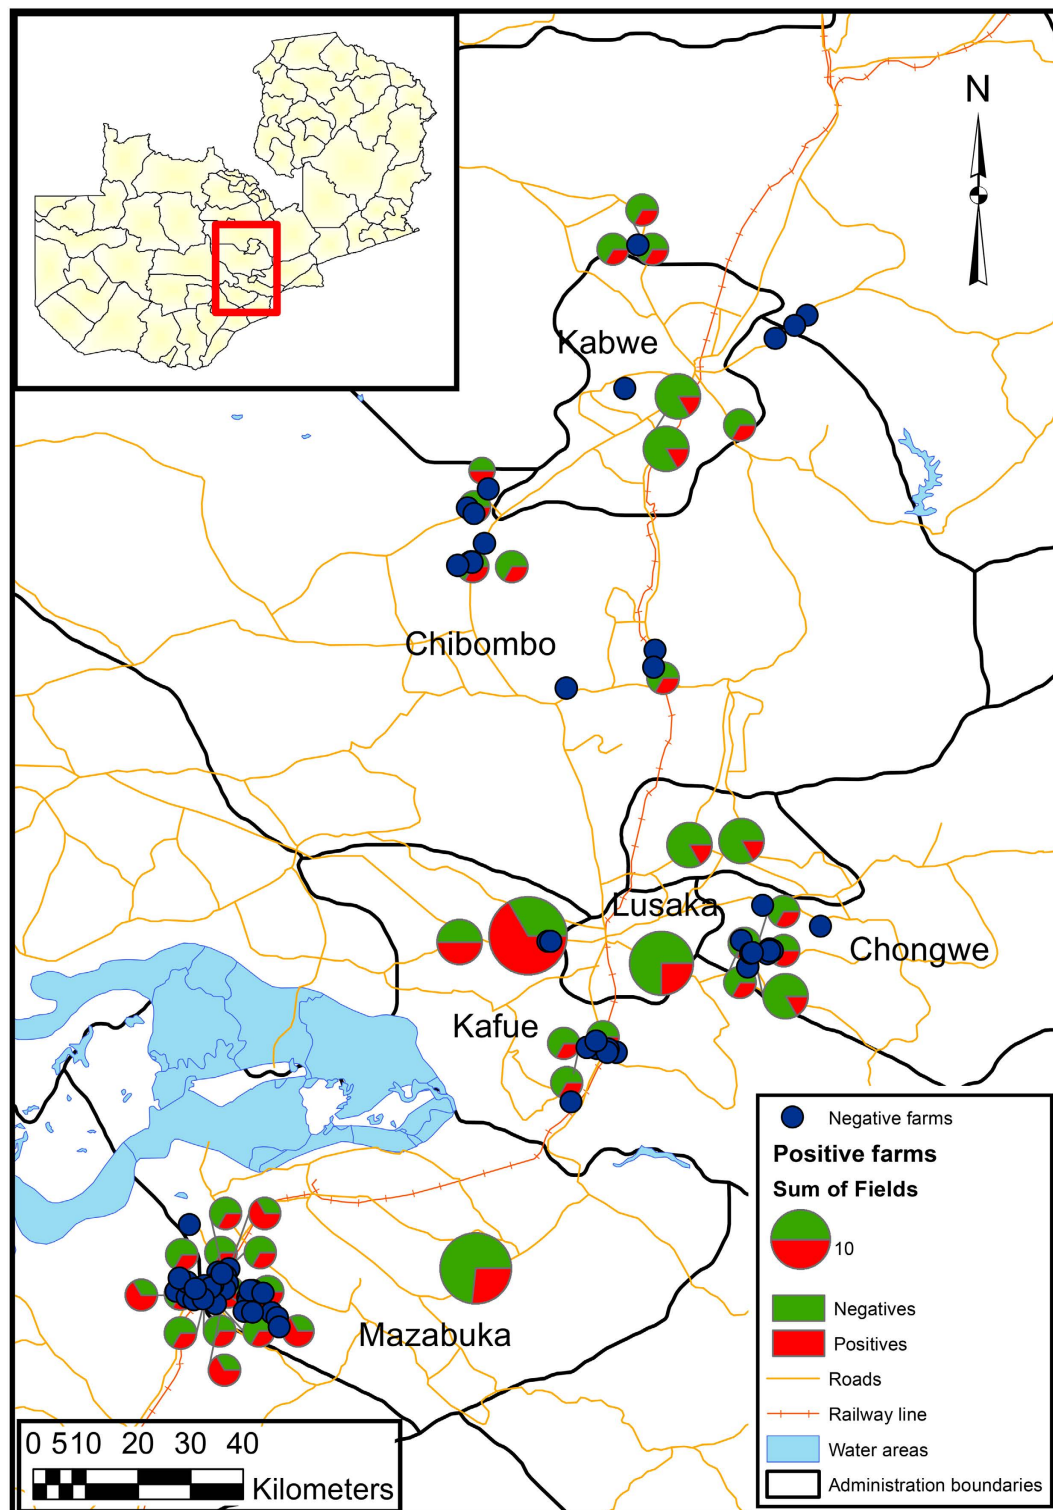 N
Kabwe
Chibombo
Lusaka
Chongwe
Kafue
Mazabuka
Negative farms
Positive farms
Sum of Fields
10
Negatives
Positives
Roads
Railway line
Water areas
Administration boundaries
0 510 20 30 40
Kilometers